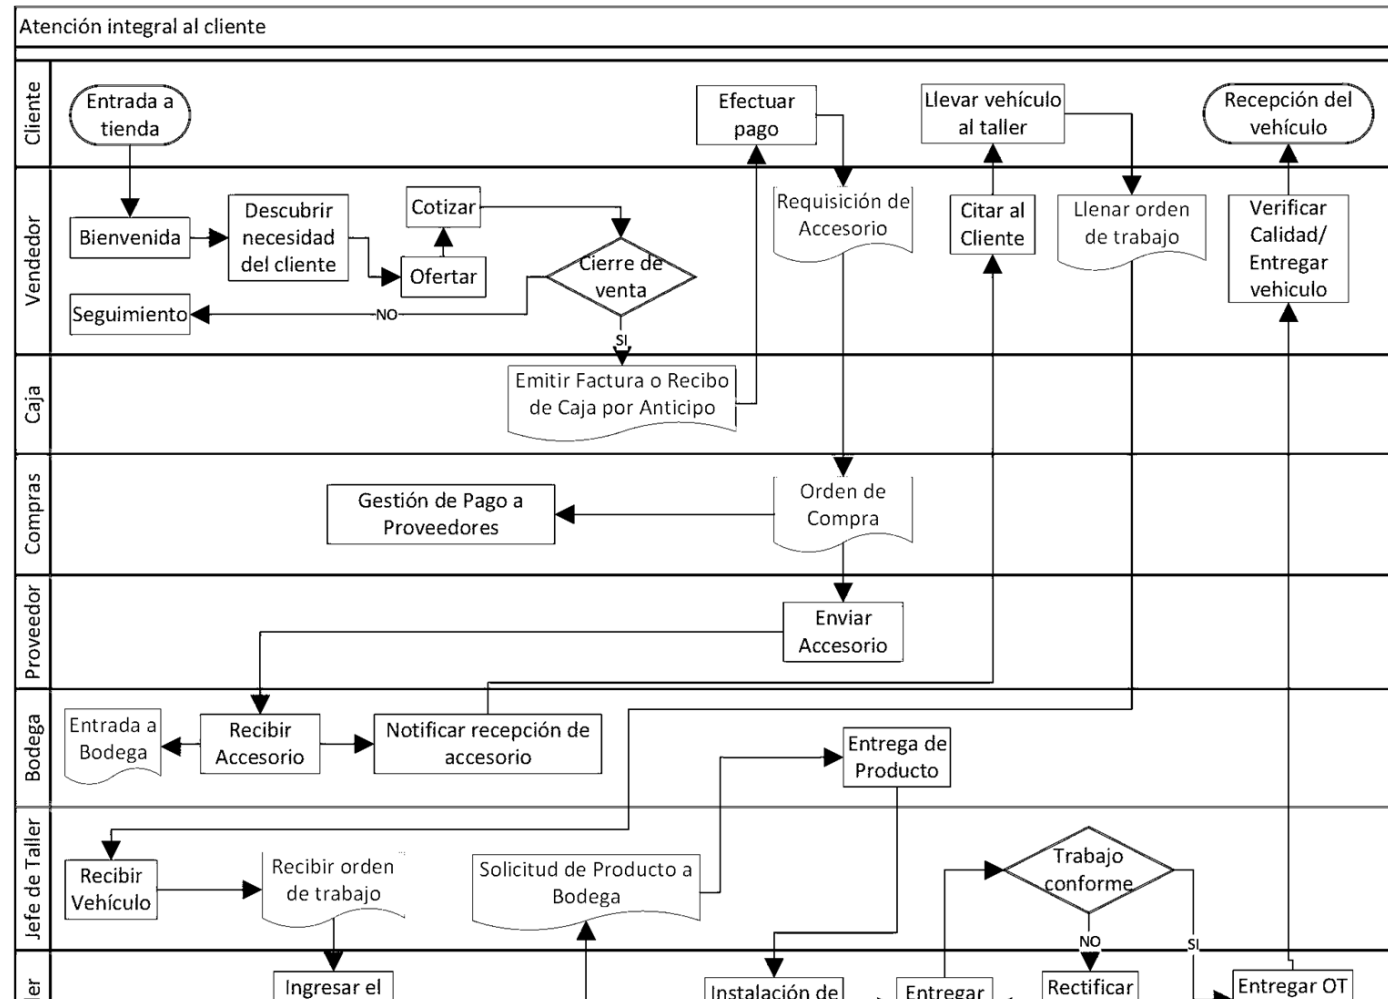 Atención integral al cliente
Cliente
Entrada a
tienda
Efectuar
pago
Llevar vehículo
al taller
Recepción del
vehículo
Vendedor
Bienvenida
Descubrir
necesidad
del cliente
Cotizar
Ofertar
Cierre de
venta
Seguimiento
NO
SI
Requisición de
Accesorio
Citar al
Cliente
Llenar orden
de trabajo
Verificar
Calidad/
Entregar
vehiculo
Caja
Emitir Factura o Recibo
de Caja por Anticipo
Compras
Gestión de Pago a
Proveedores
Orden de
Compra
Proveedor
Enviar
Accesorio
Bodega
Entrada a
Bodega
Recibir
Accesorio
Notificar recepción de
accesorio
Entrega de
Producto
Jefe de Taller
Recibir
Vehículo
Recibir orden
de trabajo
Solicitud de Producto a
Bodega
Trabajo
conforme
NO
SI
ler
Ingresar el
Instalación de
Entregar
Rectificar
Entregar OT